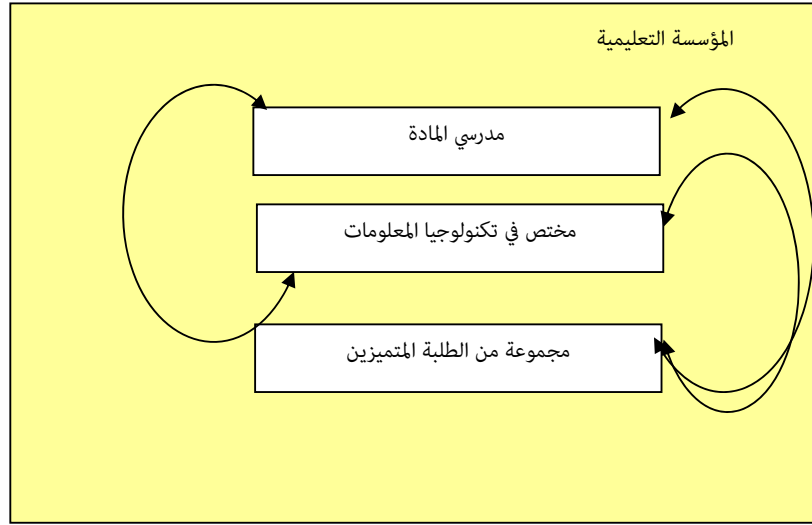 المؤسسة التعليمية
مدرسي المادة
مختص في تكنولوجيا المعلومات
مجموعة من الطلبة المتميزين